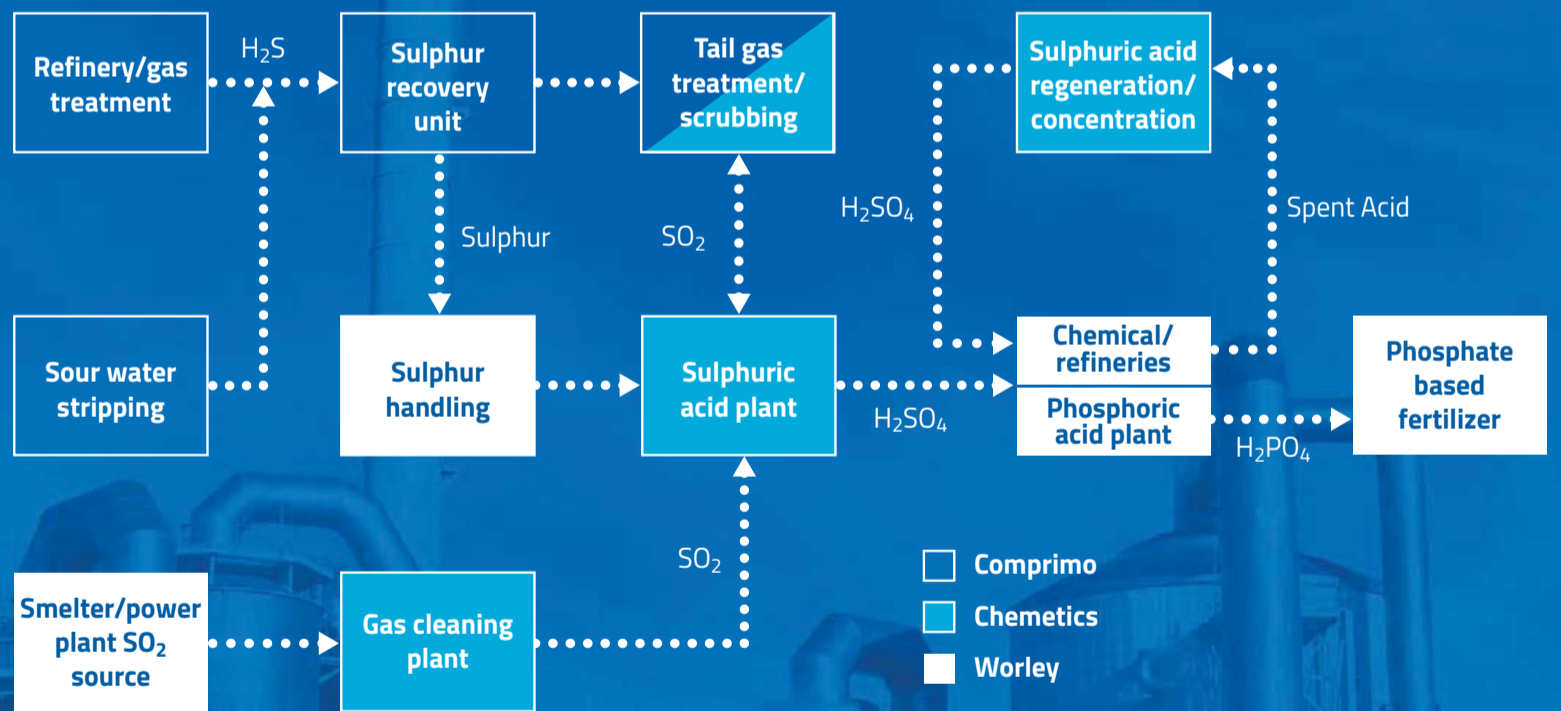 Refinery/gas
treatment
H₂S
Sulphur
recovery
unit
Tail gas
treatment/
scrubbing
Sulphuric acid
regeneration/
concentration
Sulphur
SO₂
H₂SO₄
Spent Acid
Sour water
stripping
Sulphur
handling
Sulphuric
acid plant
H₂SO₄
Chemical/
refineries
Phosphoric
acid plant
H₂PO₄
Phosphate
based
fertilizer
Smelter/power
plant SO₂
source
Gas cleaning
plant
SO₂
Comprimo
Chemetics
Worley